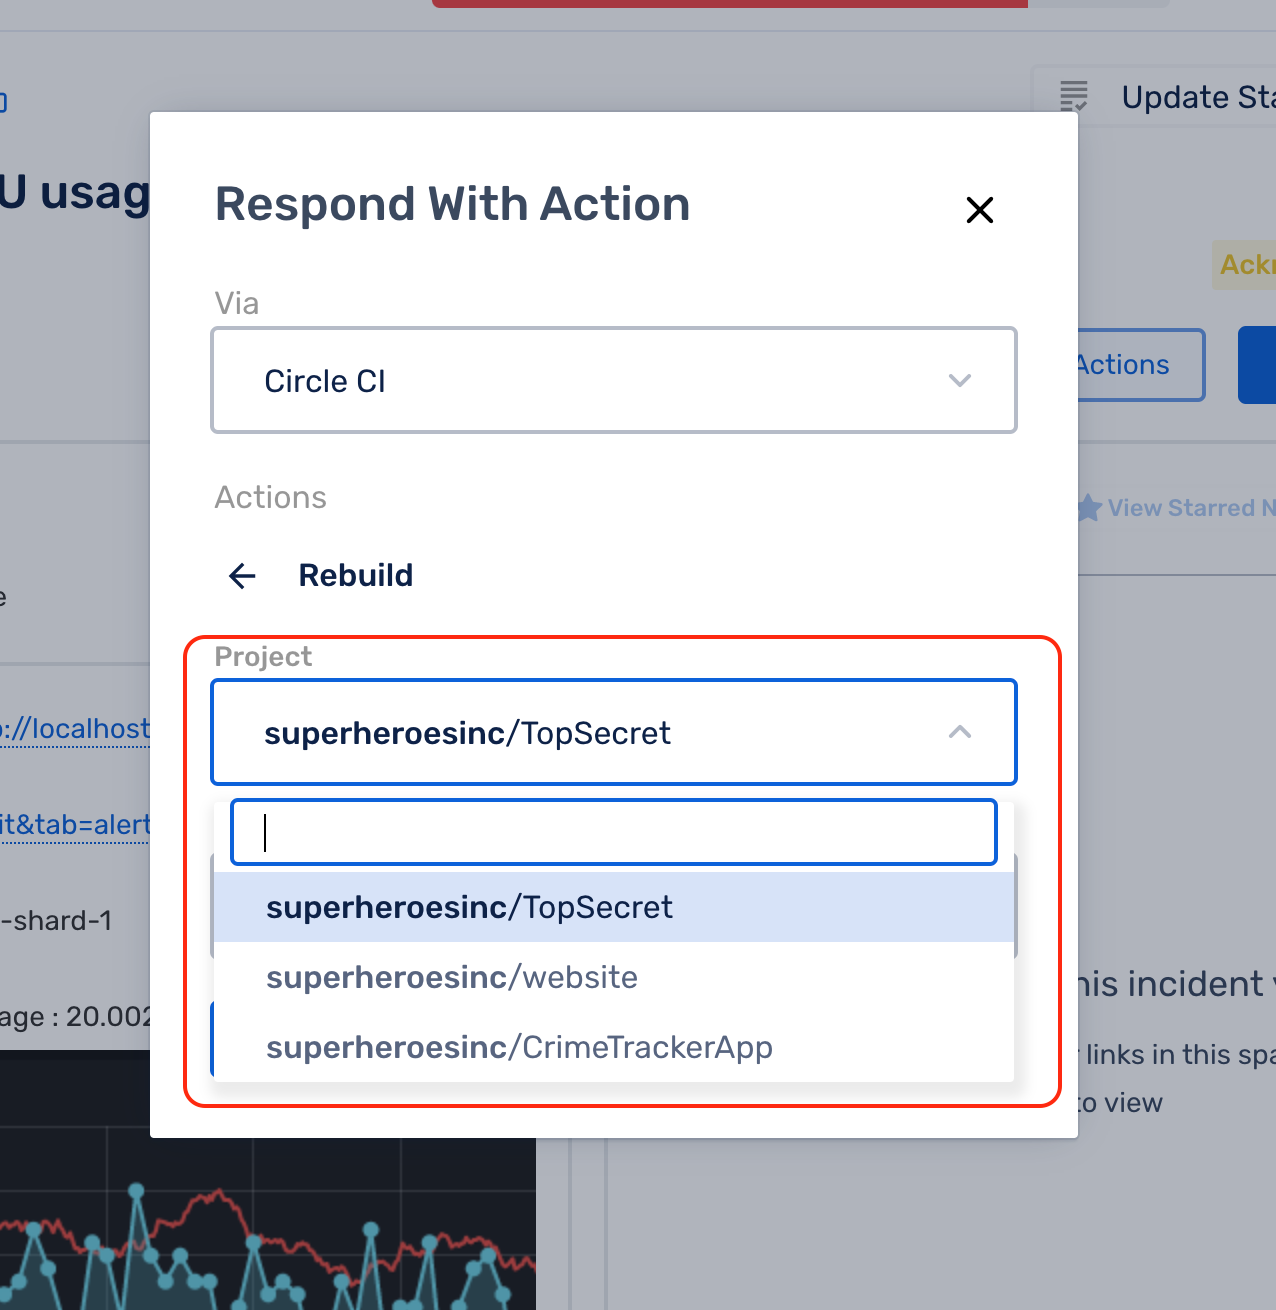 Update Sta
U usag
Respond With Action
Ackn
Via
Circle CI
Actions
Actions
View Starred N
Rebuild
e
Project
superheroesinc/TopSecret
://localhost
it&tab=alert
superheroesinc/TopSecret
-shard-1
superheroesinc/website
his incident
age : 20.002
superheroesinc/CrimeTrackerApp
links in this spa
to view